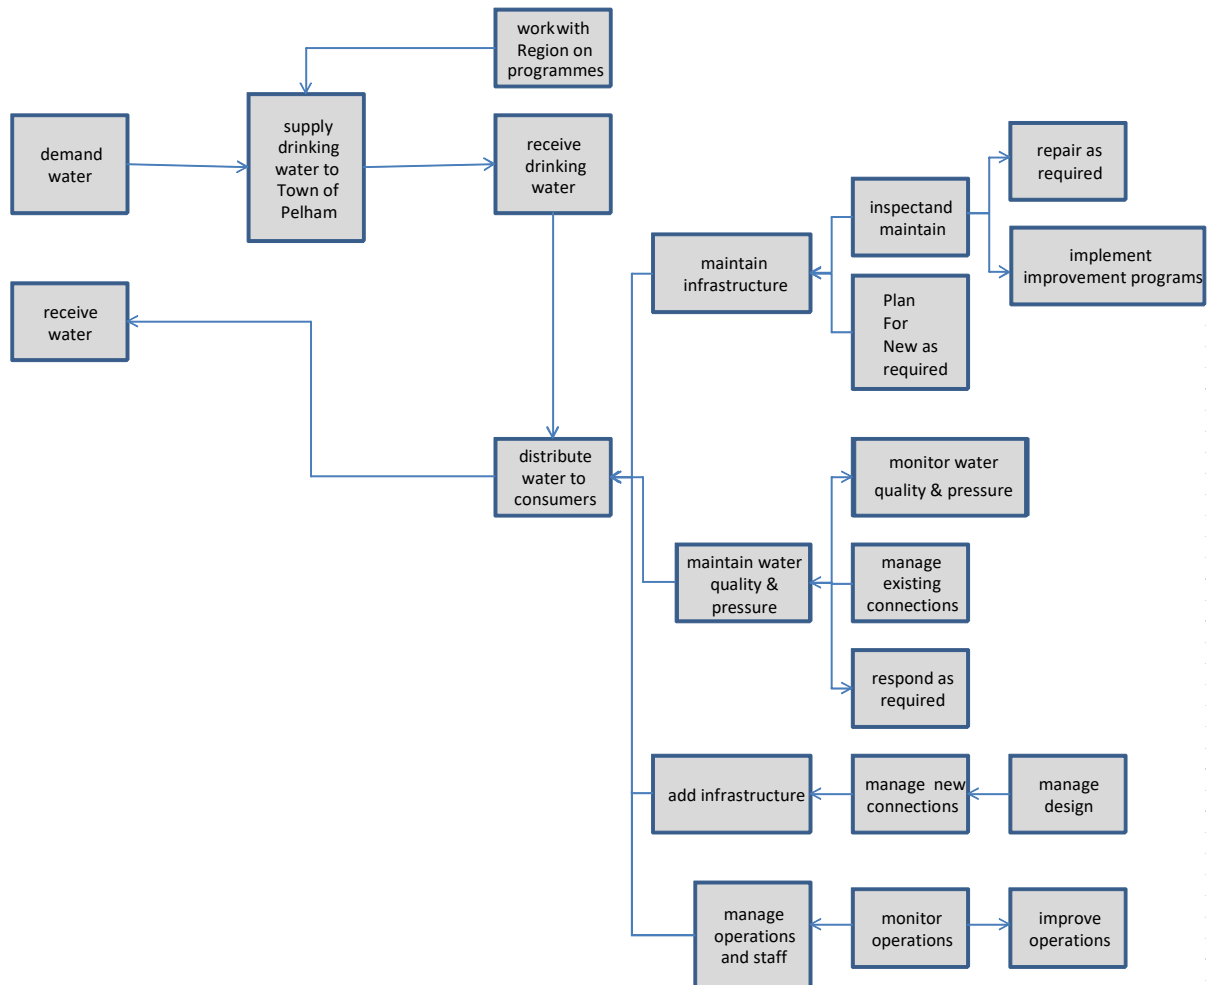 workwith
Region on
programmes
demand
water
supply
drinking
water to
Town of
Pelham
receive
drinking
water
repair as
required
inspectand
maintain
implement
improvement programs
maintain
infrastructure
Plan
For
New as
required
receive
water
distribute
water to
consumers
monitor water
quality & pressure
maintain water
quality &
pressure
manage
existing
connections
respond as
required
add infrastructure
manage new
connections
manage
design
manage
operations
and staff
monitor
operations
improve
operations